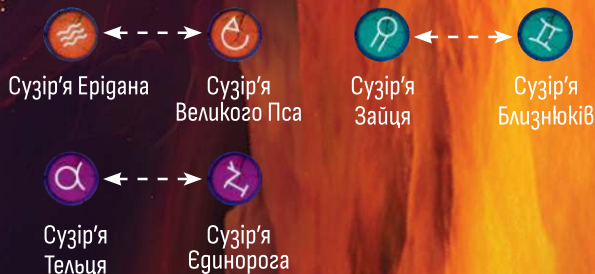 Сузір'я Ерідана
Сузір'я
Великого Пса
Сузір'я
Зайця
Сузір'я
Близнюків
Сузір'я
Тельця
Сузір'я
Єдинорога